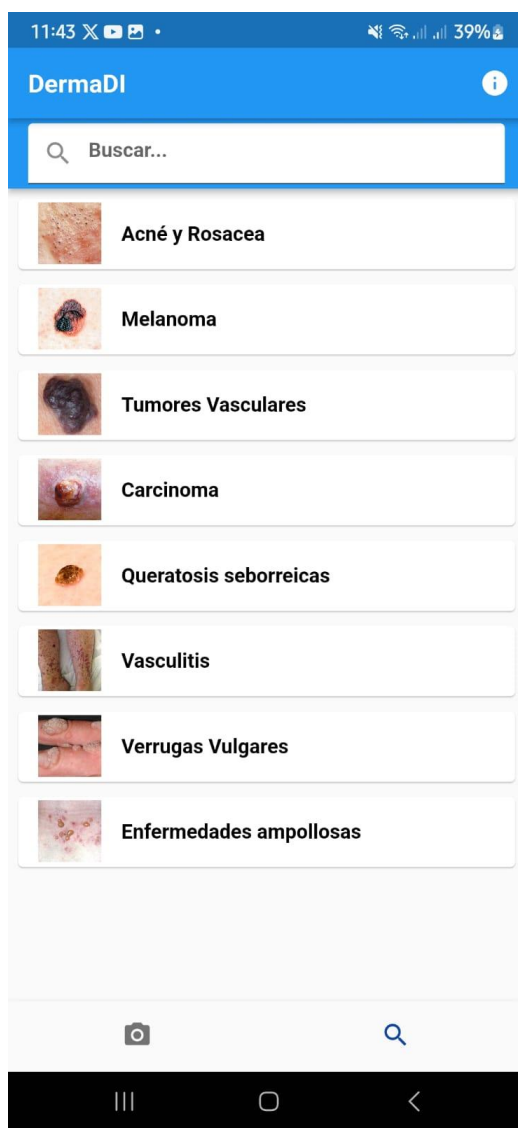 11:43
39%
DermaDI
Buscar...
Acné y Rosacea
Melanoma
Tumores Vasculares
Carcinoma
Queratosis seborreicas
Vasculitis
Verrugas Vulgares
Enfermedades ampollosas